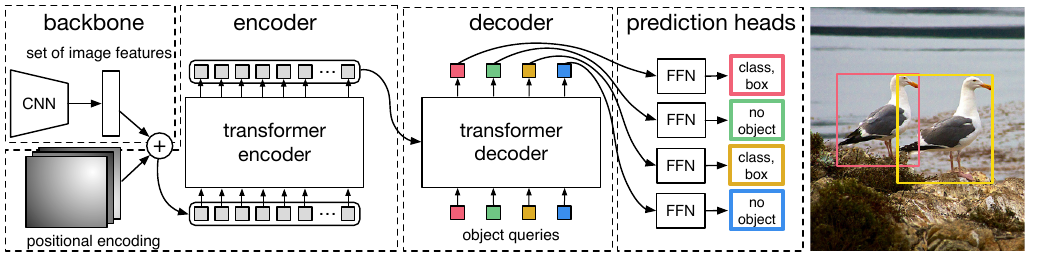 backbone
set of image features
CNN
+
positional encoding
encoder
...
transformer
encoder
...
decoder
transformer
decoder
object queries
prediction heads
FFN
class,
box
FFN
no
object
FFN
class,
box
FFN
no
object